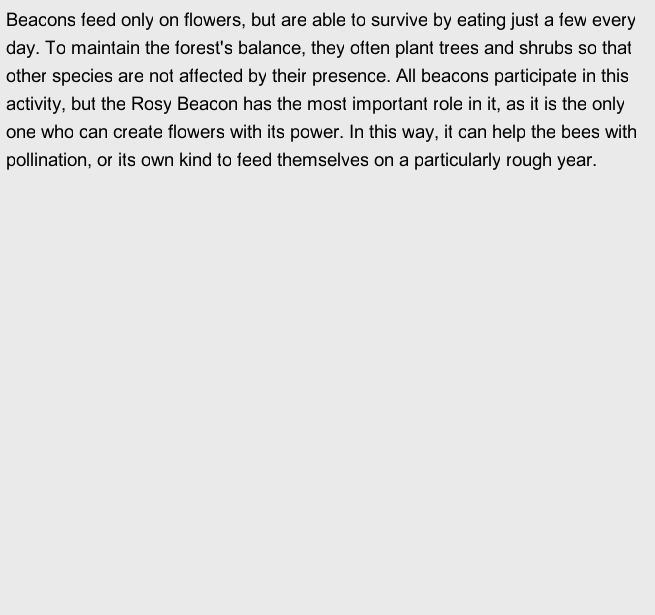 Beacons feed only on flowers, but are able to survive by eating just a few every
day. To maintain the forest's balance, they often plant trees and shrubs so that
other species are not affected by their presence. All beacons participate in this
activity, but the Rosy Beacon has the most important role in it, as it is the only
one who can create flowers with its power. In this way, it can help the bees with
pollination, or its own kind to feed themselves on a particularly rough year.